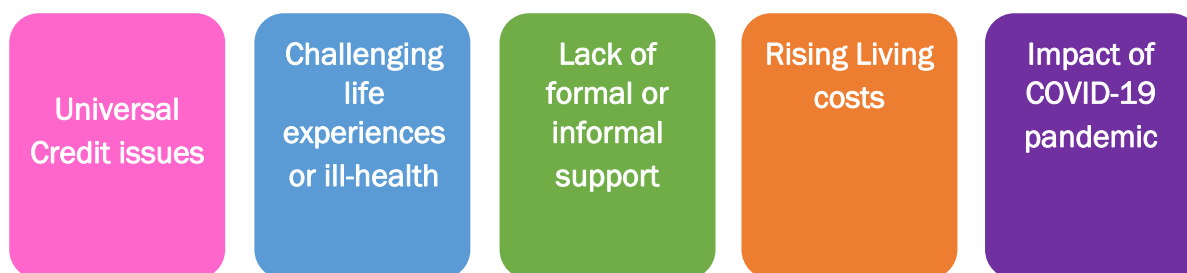 Universal
Credit issues
Challenging
life
experiences
or ill-health
Lack of
formal or
informal
support
Rising Living
costs
Impact of
COVID-19
pandemic